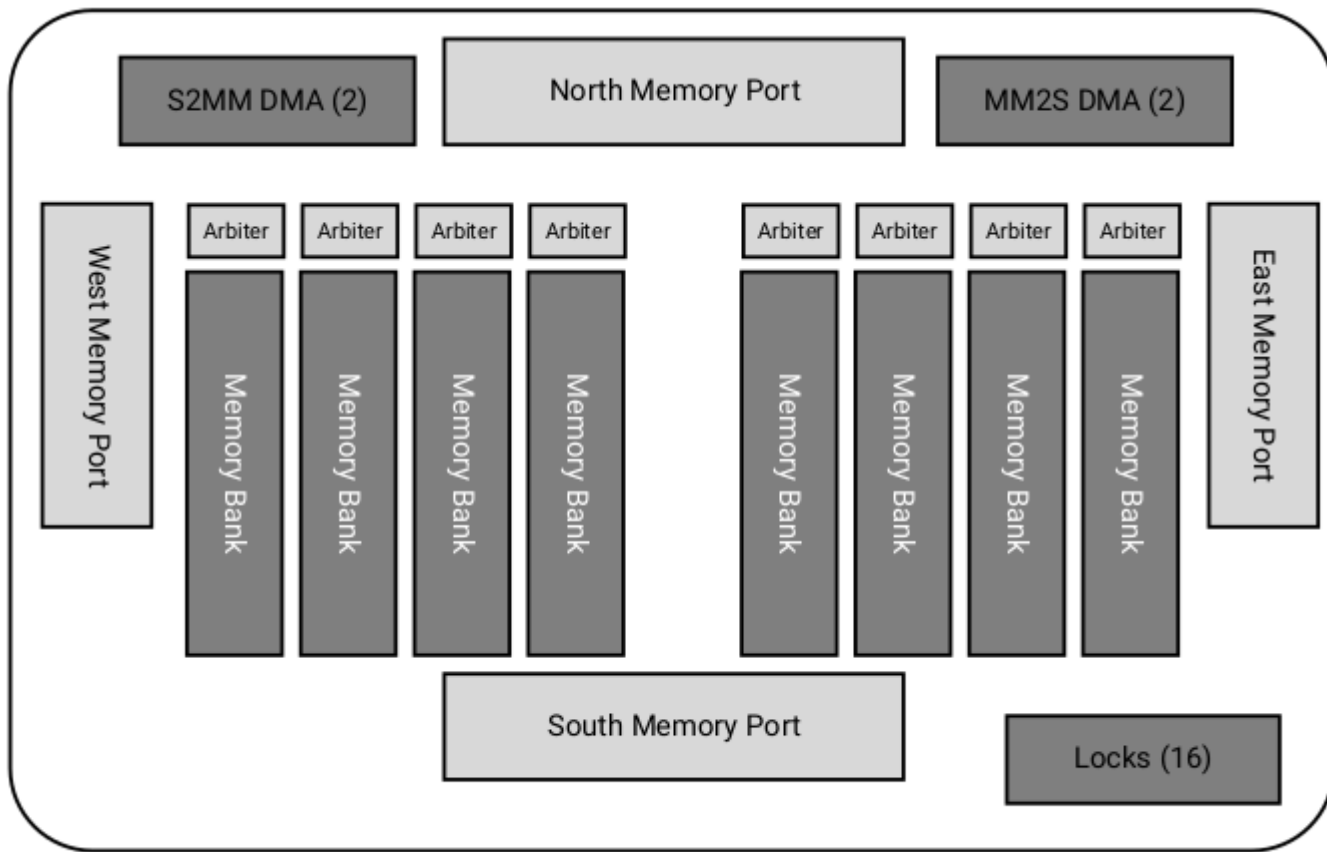 S2MM DMA (2)
North Memory Port
MM2S DMA (2)
West Memory Port
Arbiter
Arbiter
Arbiter
Arbiter
Arbiter
Arbiter
Arbiter
Arbiter
East Memory Port
Memory Bank
Memory Bank
Memory Bank
Memory Bank
Memory Bank
Memory Bank
Memory Bank
Memory Bank
South Memory Port
Locks (16)